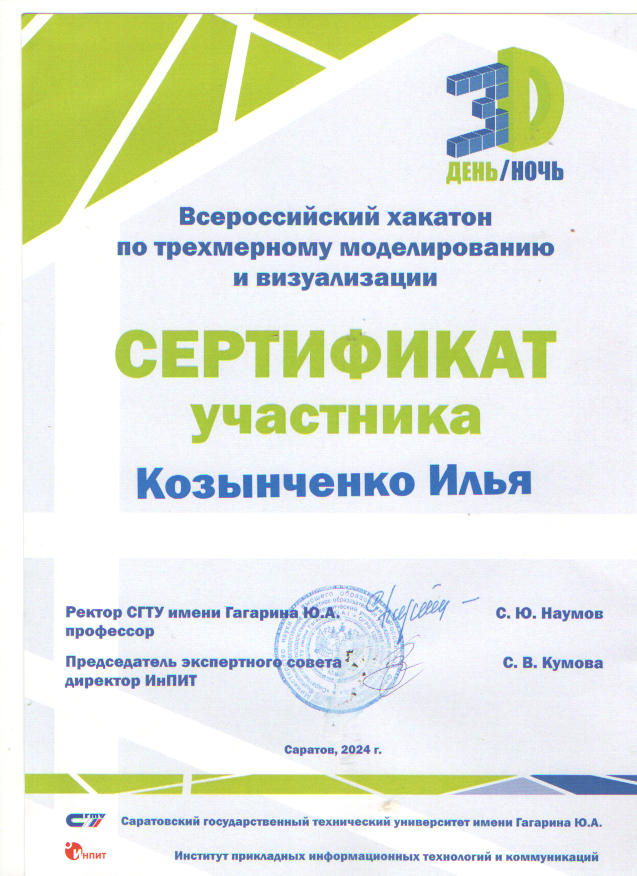 3D
ДЕНЬ/НОЧЬ
Всероссийский хакатон
по трехмерному моделированию
и визуализации
СЕРТИФИКАТ
участника
Козынченко Илья
Ректор СГТУ имени Гагарина Ю.А.
профессор
С. Ю. Наумов
Председатель экспертного совета
директор ИнПИТ
С. В. Кумова
Саратов, 2024 г.
СГТУ
Саратовский государственный технический университет имени Гагарина Ю.А.
Инпит
Институт прикладных информационных технологий и коммуникаций